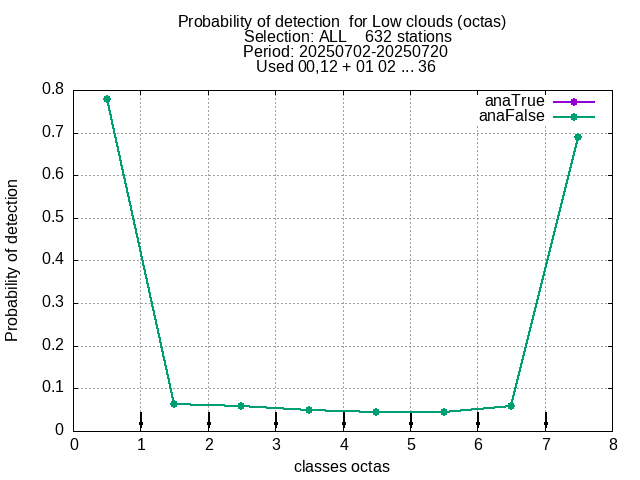 Probability of detection  for Low clouds (octas)
Selection: ALL    632 stations
Period: 20250702-20250720
Used 00,12 + 01 02 ... 36
anaTrue
anaFalse
Probability of detection
0.8
0.7
0.6
0.5
0.4
0.3
0.2
0.1
0
0 1 2 3 4 5 6 7 8
classes octas